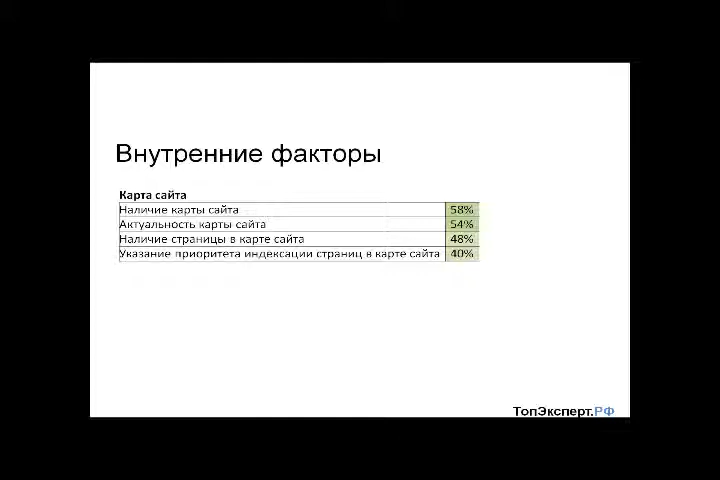 Внутренние факторы
Карта сайта
Наличие карты сайта 58%
Актуальность карты сайта 54%
Наличие страницы в карте сайта 48%
Указание приоритета индексации страниц в карте сайта 40%
ТопЭксперт.РФ